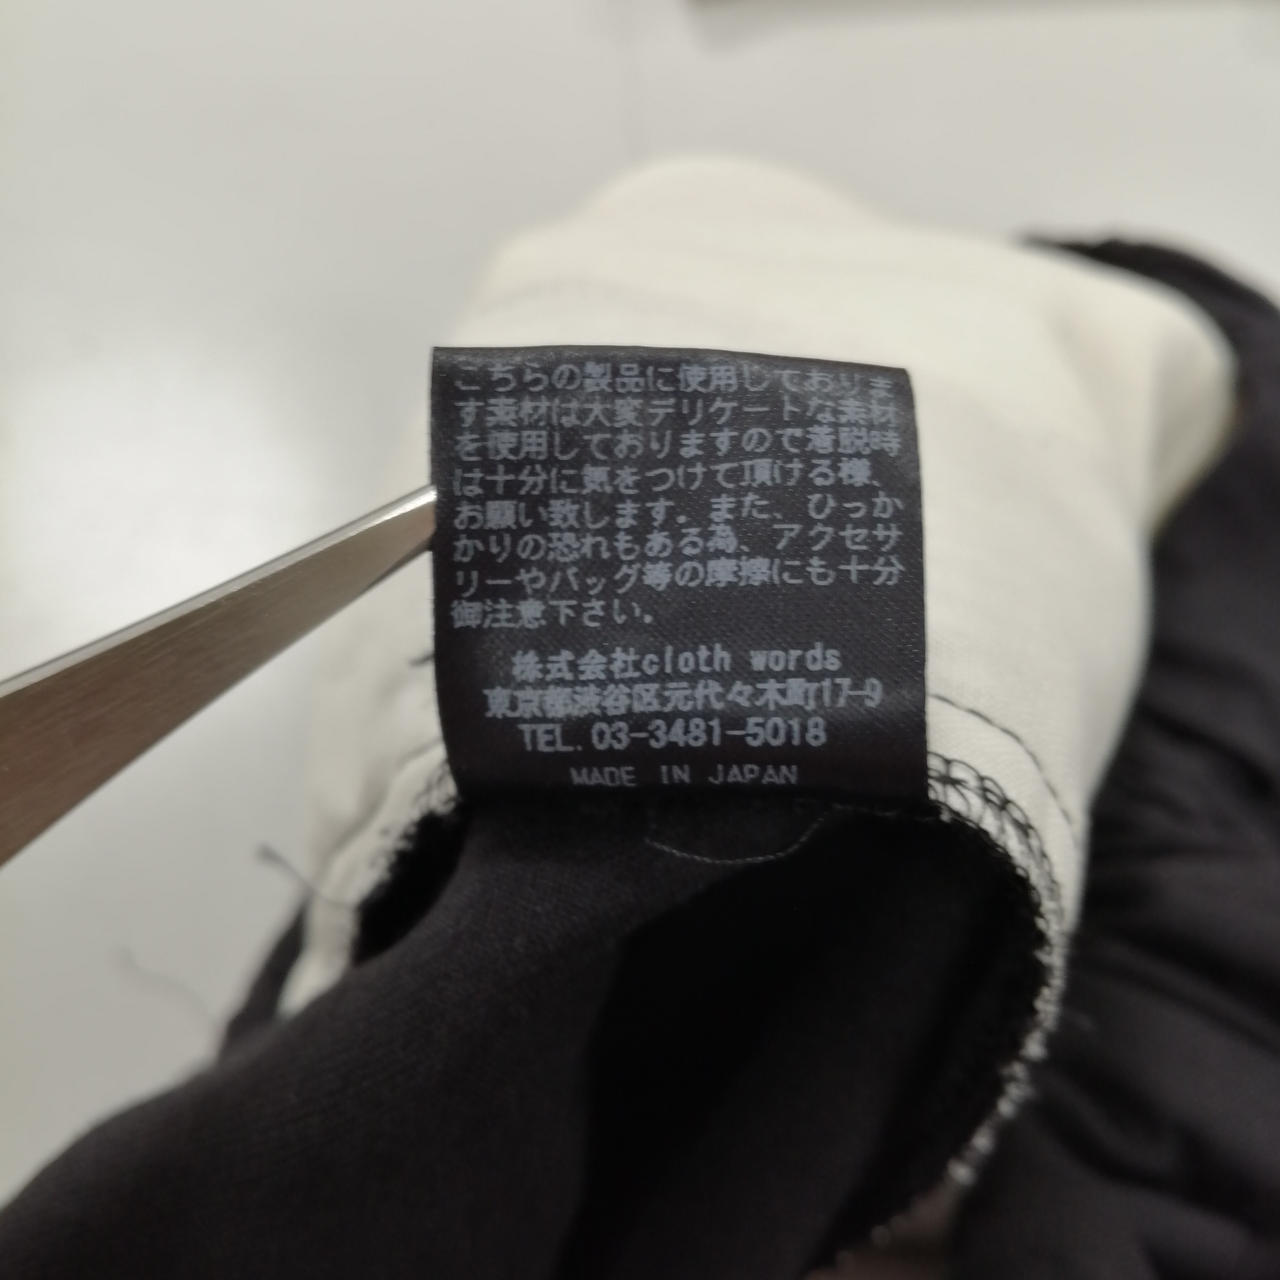 こちらの製品に使用しておりま
す素材は大変デリケートな素材
を使用しておりますので着脱時
は十分に気をつけて頂ける様、
お願い致します。また、ひっか
かりの恐れもある為、アクセサ
リーやバッグ等の摩擦にも十分
御注意下さい。
株式会社cloth words
東京都渋谷区元代々木町17-9
TEL. 03-3481-5018
MADE IN JAPAN